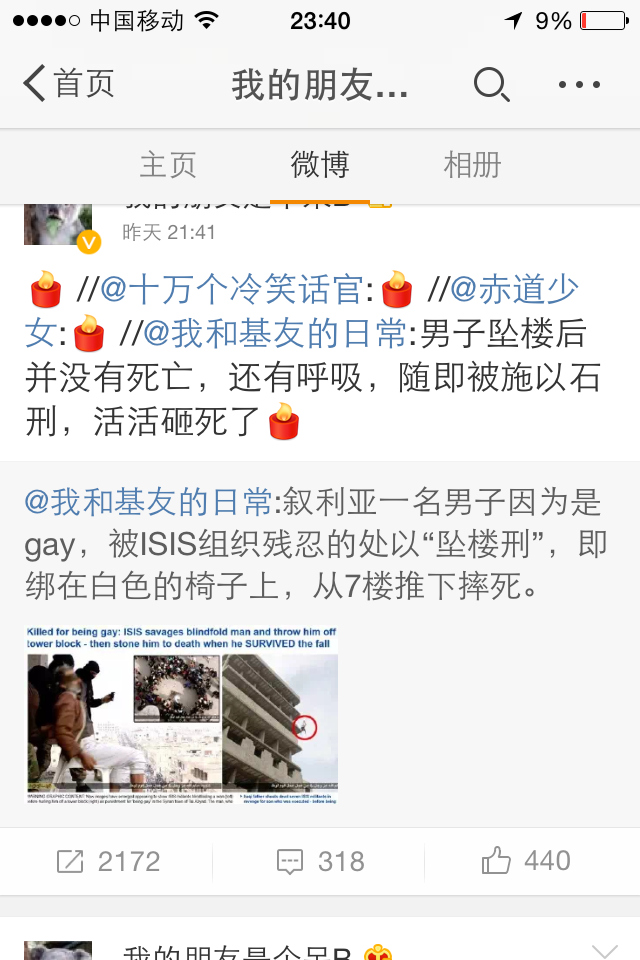 中国移动 23:40 9%
首页 我的朋友...
主页 微博 相册
昨天 21:41
//@十万个冷笑话官: //@赤道少
女: //@我和基友的日常:男子坠楼后
并没有死亡，还有呼吸，随即被施以石
刑，活活砸死了
@我和基友的日常:叙利亚一名男子因为是
gay，被ISIS组织残忍的处以“坠楼刑”，即
绑在白色的椅子上，从7楼推下摔死。
Killed for being gay: ISIS savages blindfold man and throw him off
tower block - then stone him to death when he SURVIVED the fall
2172 318 440
我的朋友是个呆B